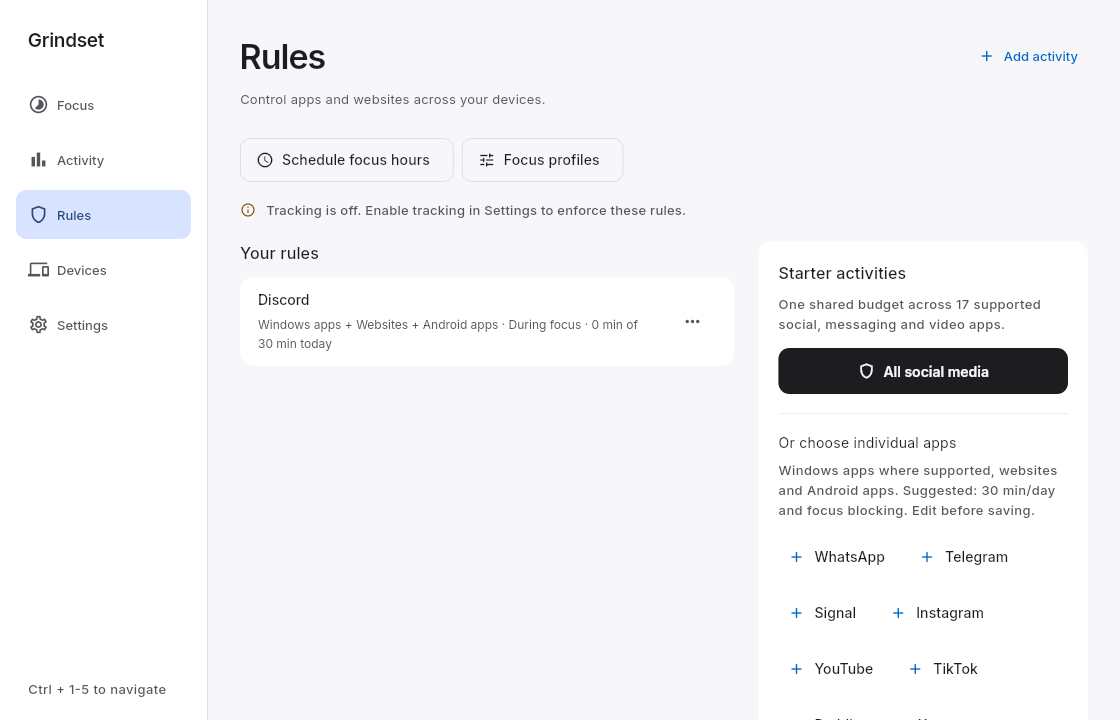 Grindset
Focus
Activity
Rules
Devices
Settings
Ctrl + 1-5 to navigate
Rules
Add activity
Control apps and websites across your devices.
Schedule focus hours
Focus profiles
Tracking is off. Enable tracking in Settings to enforce these rules.
Your rules
Discord
Windows apps + Websites + Android apps · During focus · 0 min of
30 min today
Starter activities
One shared budget across 17 supported
social, messaging and video apps.
All social media
Or choose individual apps
Windows apps where supported, websites
and Android apps. Suggested: 30 min/day
and focus blocking. Edit before saving.
WhatsApp
Telegram
Signal
Instagram
YouTube
TikTok